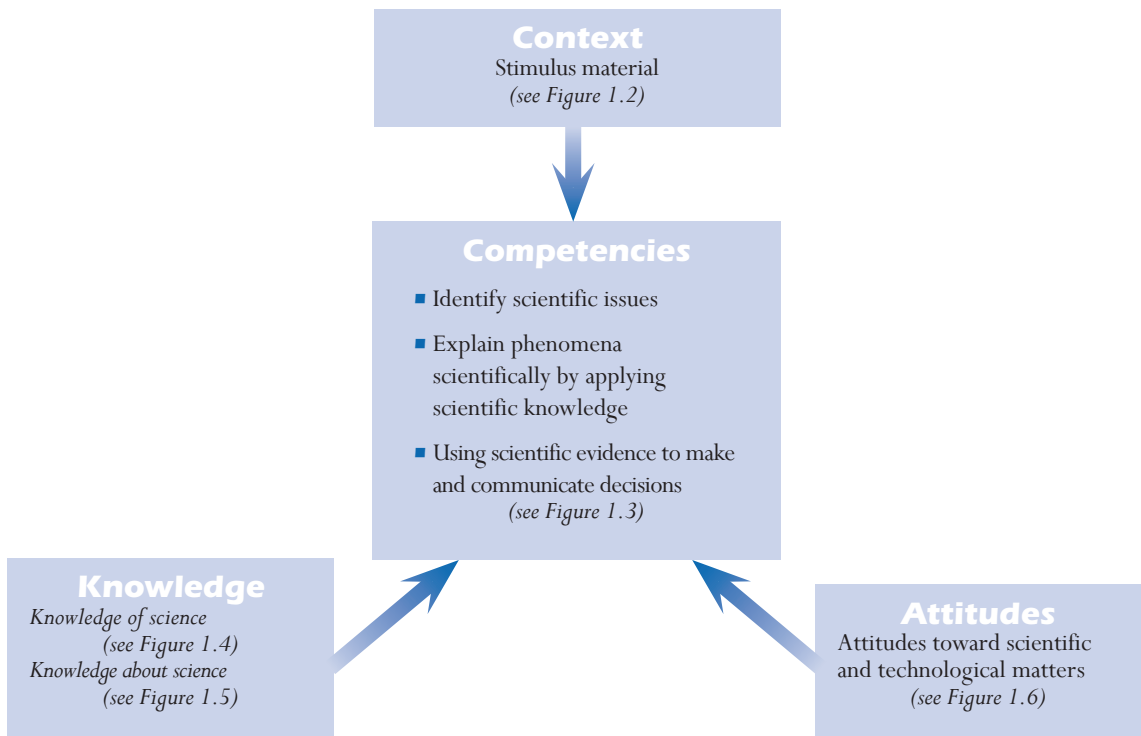 Context
Stimulus material
(see Figure 1.2)
Competencies
■ Identify scientific issues
■ Explain phenomena
scientifically by applying
scientific knowledge
■ Using scientific evidence to make
and communicate decisions
(see Figure 1.3)
Knowledge
Knowledge of science
(see Figure 1.4)
Knowledge about science
(see Figure 1.5)
Attitudes
Attitudes toward scientific
and technological matters
(see Figure 1.6)